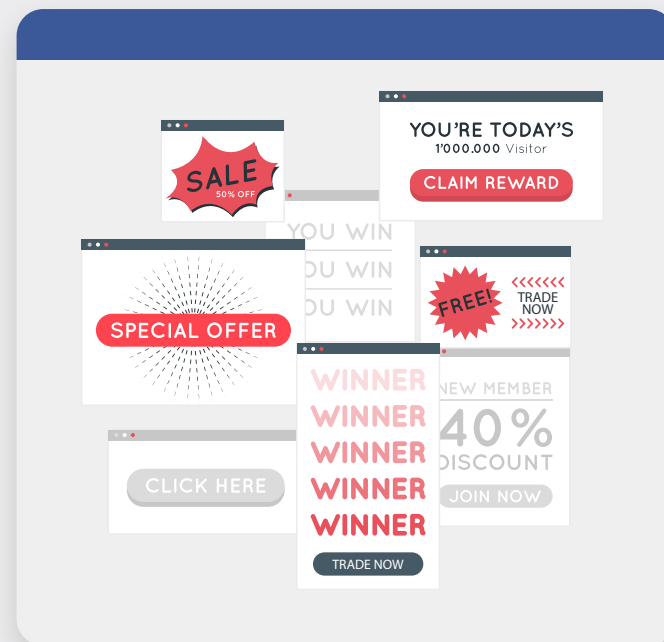 SALE
50% OFF
YOU'RE TODAY'S
1'000.000 Visitor
CLAIM REWARD
YOU WIN
OU WIN
OU WIN
SPECIAL OFFER
FREE!
TRADE
NOW
WINNER
WINNER
WINNER
WINNER
WINNER
TRADE NOW
NEW MEMBER
40%
DISCOUNT
JOIN NOW
CLICK HERE